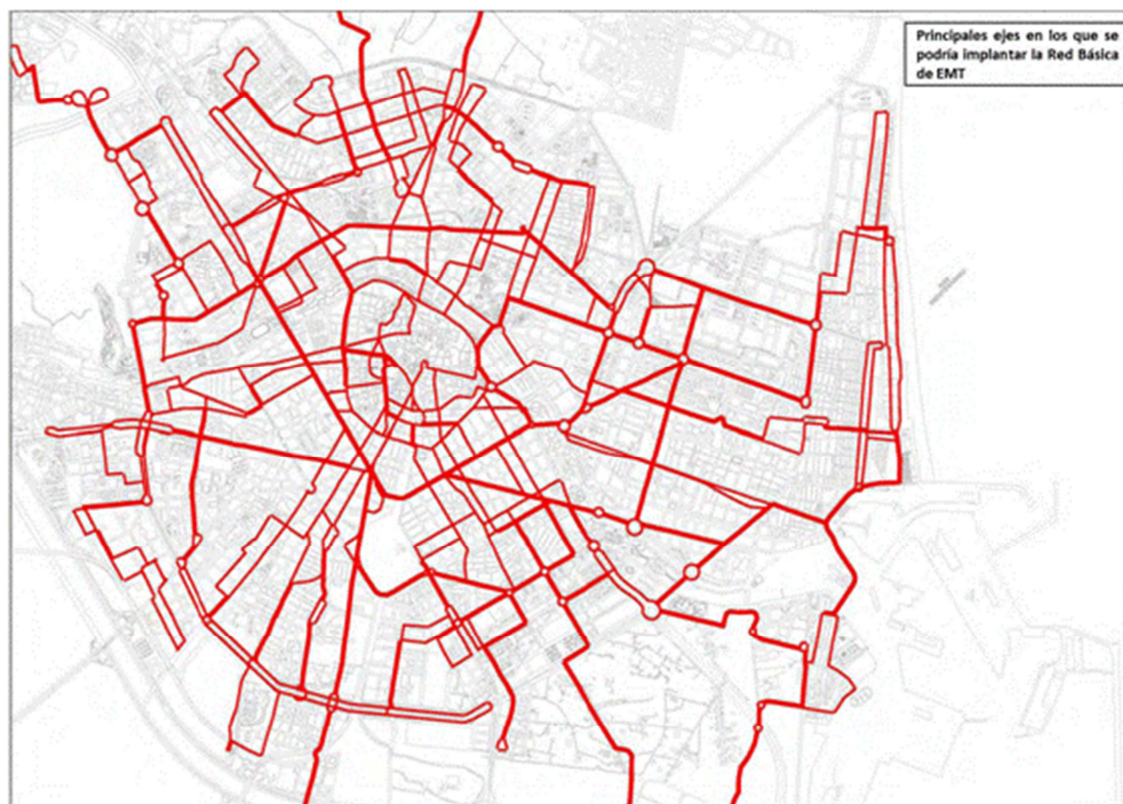 Principales ejes en los que se
podría implantar la Red Básica
de EMT